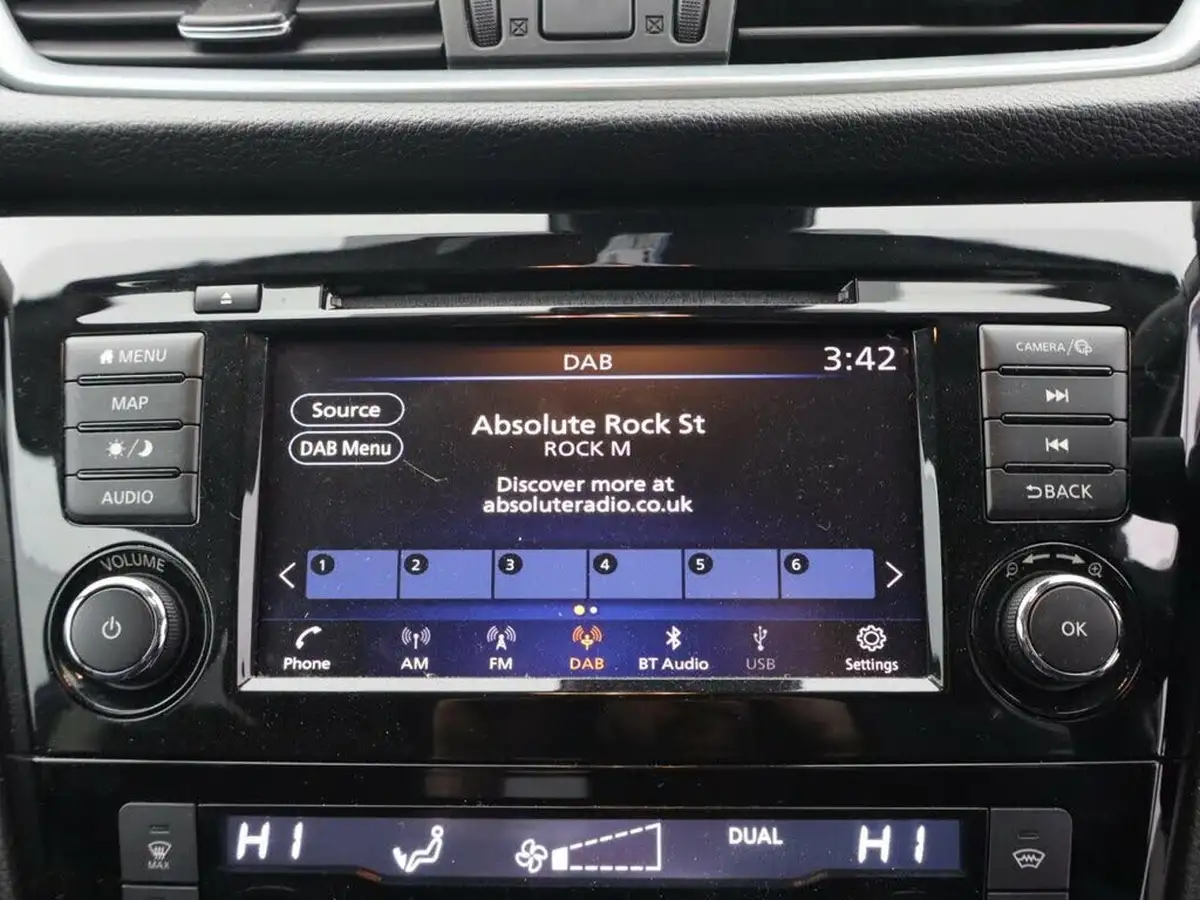 MENU
MAP
AUDIO
VOLUME
DAB
3:42
Source
DAB Menu
Absolute Rock St
ROCK M
Discover more at
absoluteradio.co.uk
1 2 3 4 5 6
Phone AM FM DAB BT Audio USB Settings
CAMERA/
BACK
OK
MAX
HI DUAL HI